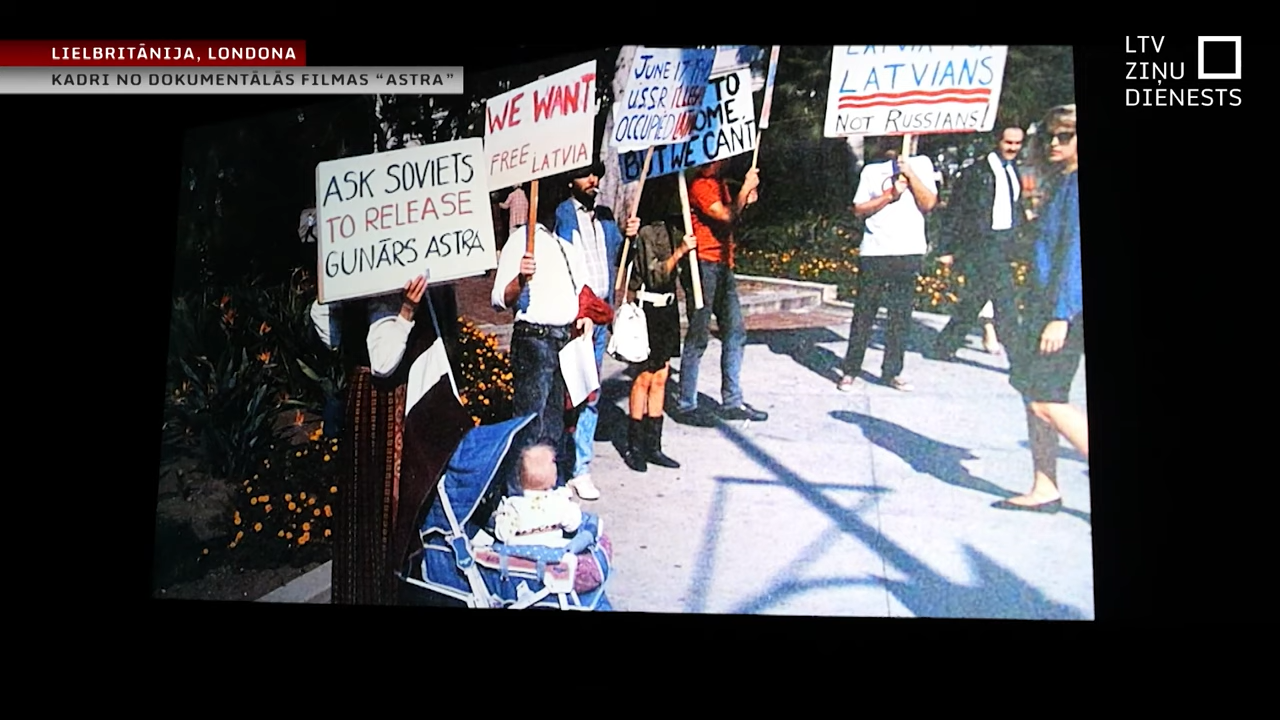 LIELBRITĀNIJA, LONDONA
KADRI NO DOKUMENTĀLĀS FILMAS “ASTRA”
LTV
ZIŅU
DIENESTS
ASK SOVIETS
TO RELEASE
GUNĀRS ASTRA
WE WANT
FREE LATVIA
JUNE 17
USSR
OCCUPIED
TO
BUT WE CAN'T
LATVIANS
NOT RUSSIANS!